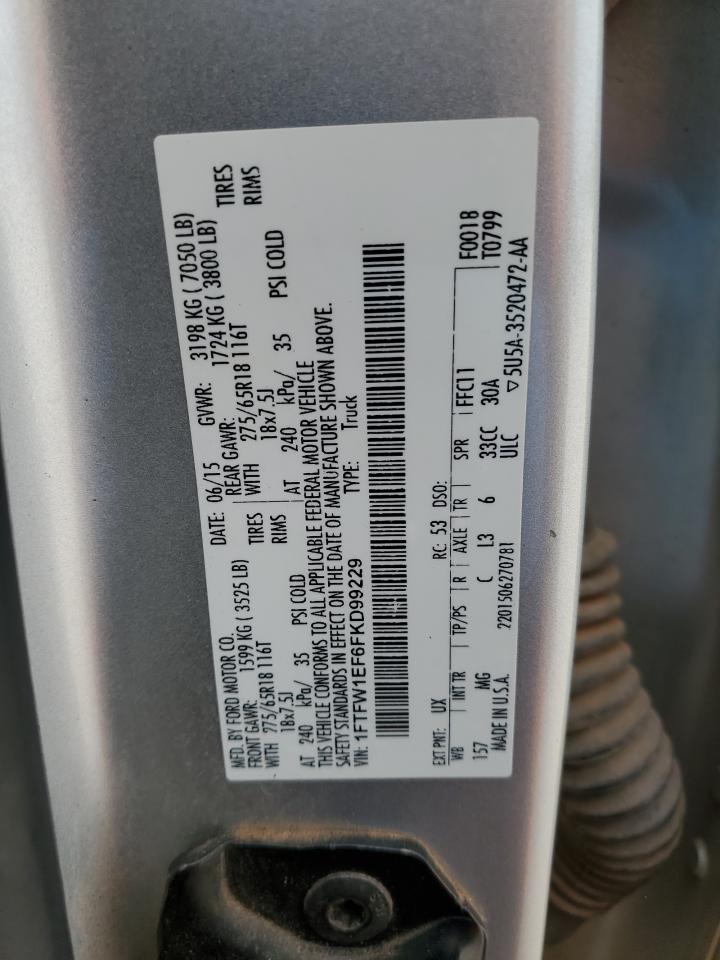 MFD. BY FORD MOTOR CO.
DATE: 06/15 GVWR: 3198 KG ( 7050 LB)
FRONT GAWR: 1599 KG ( 3525 LB)
REAR GAWR: 1724 KG ( 3800 LB)
WITH 275/65R18 116T TIRES
WITH 275/65R18 116T TIRES
18x7.5J RIMS
18x7.5J RIMS
AT 240 kPa/ 35 PSI COLD
AT 240 kPa/ 35 PSI COLD
THIS VEHICLE CONFORMS TO ALL APPLICABLE FEDERAL MOTOR VEHICLE
SAFETY STANDARDS IN EFFECT ON THE DATE OF MANUFACTURE SHOWN ABOVE.
VIN: 1FTFW1EF6FKD99229 TYPE: Truck
EXT PNT: UX RC: 53 DSO:
WB INT TR TP/PS R AXLE TR SPR FFC11 F0018
157 MG C L3 6 33CC 30A T0799
MADE IN U.S.A. 2201506270781 ULC ▽5U5A-3520472-AA